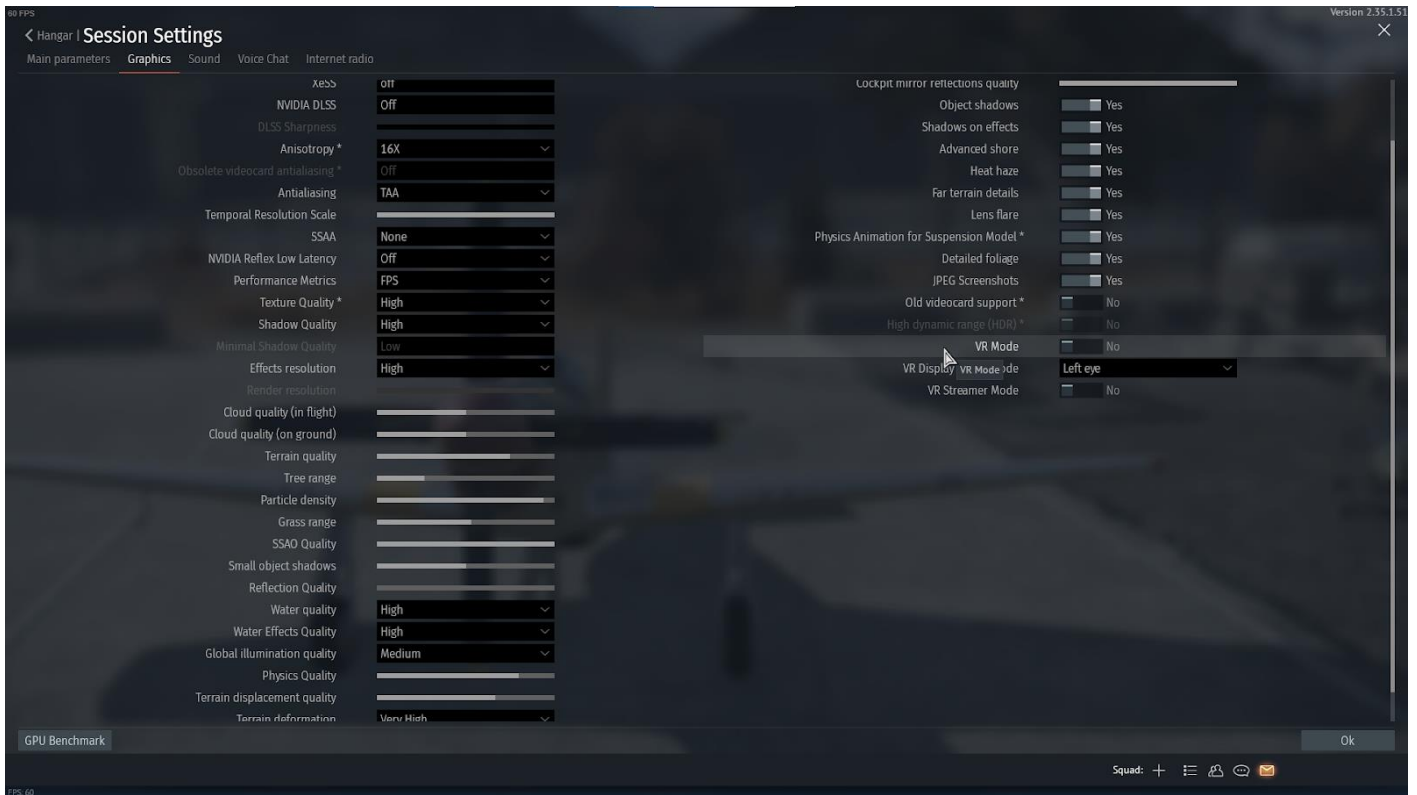 60 FPS
Version 2.35.1.51
Hangar | Session Settings
Main parameters Graphics Sound Voice Chat Internet radio
XeSS Off
NVIDIA DLSS Off
DLSS Sharpness
Anisotropy * 16X
Obsolete videocard antialiasing * Off
Antialiasing TAA
Temporal Resolution Scale
SSAA None
NVIDIA Reflex Low Latency Off
Performance Metrics FPS
Texture Quality * High
Shadow Quality High
Minimal Shadow Quality Low
Effects resolution High
Render resolution
Cloud quality (in flight)
Cloud quality (on ground)
Terrain quality
Tree range
Particle density
Grass range
SSAO Quality
Small object shadows
Reflection Quality
Water quality High
Water Effects Quality High
Global illumination quality Medium
Physics Quality
Terrain displacement quality
Terrain deformation Very High
Cockpit mirror reflections quality
Object shadows Yes
Shadows on effects Yes
Advanced shore Yes
Heat haze Yes
Far terrain details Yes
Lens flare Yes
Physics Animation for Suspension Model * Yes
Detailed foliage Yes
JPEG Screenshots Yes
Old videocard support * No
High dynamic range (HDR) * No
VR Mode No
VR Display ode Left eye
VR Mode
VR Streamer Mode No
GPU Benchmark
Ok
Squad:
FPS: 60